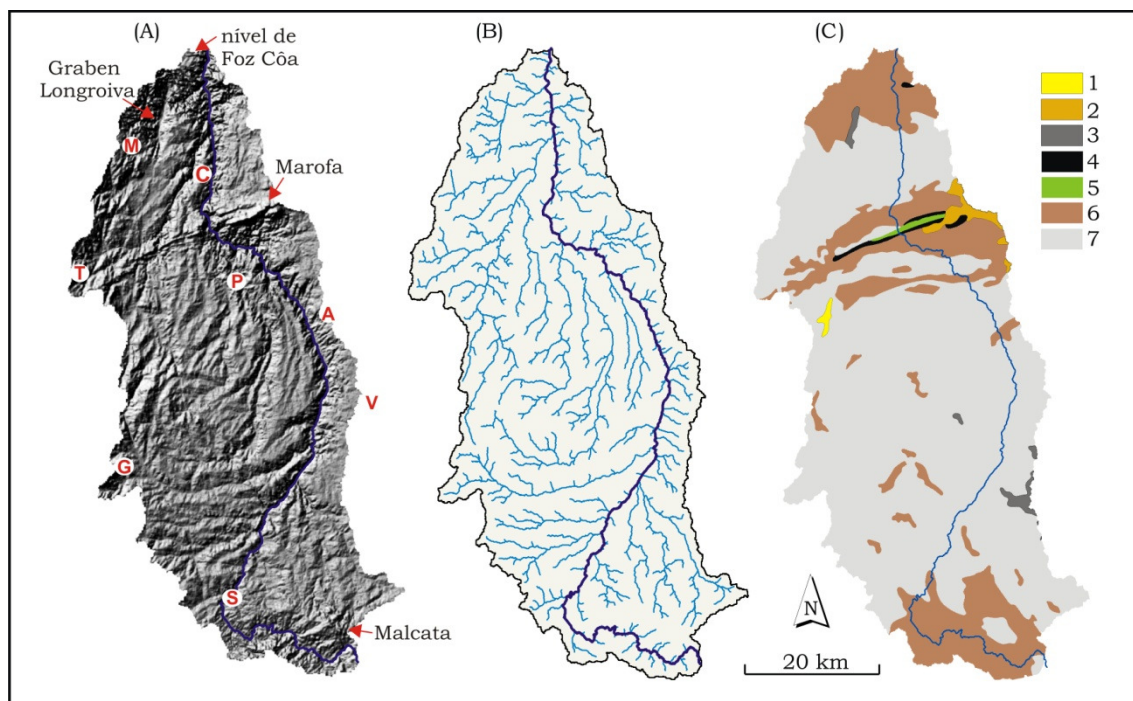 (A)
nível de
Foz Côa
Graben
Longroiva
M
C
Marofa
T
P
A
V
G
S
Malcata
(B)
(C)
1
2
3
4
5
6
7
N
20 km